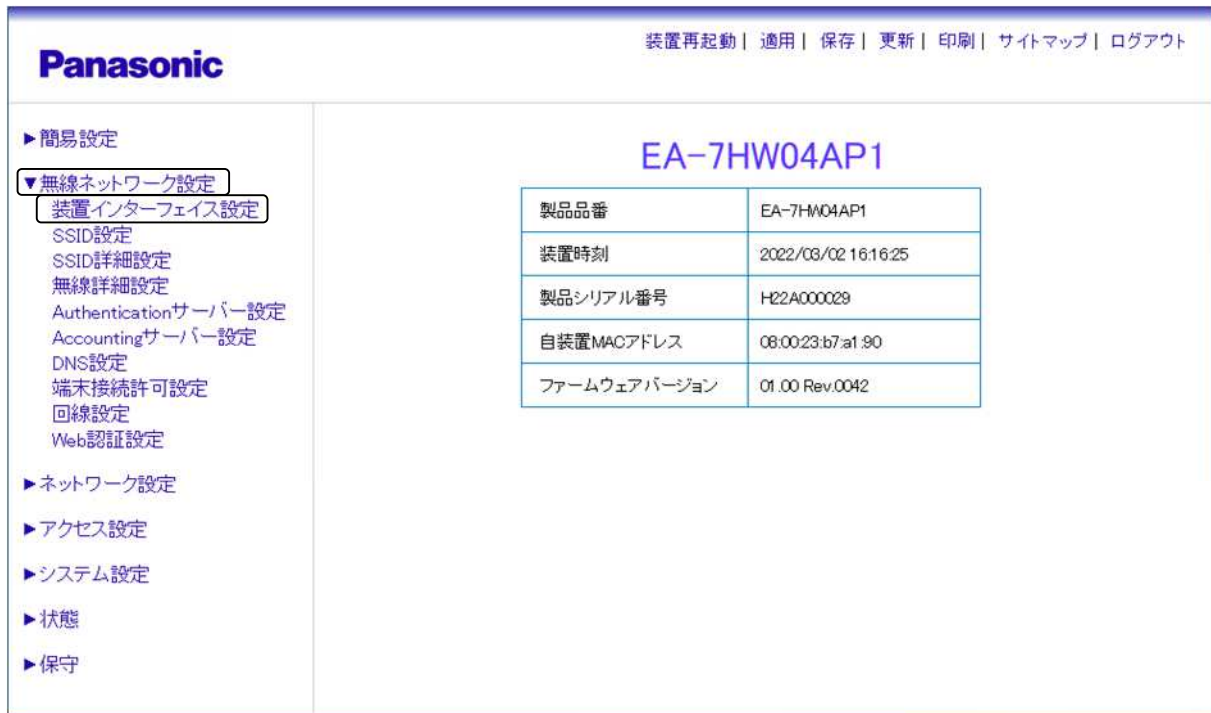 Panasonic
装置再起動| 適用| 保存| 更新| 印刷| サイトマップ| ログアウト
►簡易設定
▼無線ネットワーク設定
装置インターフェイス設定
SSID設定
SSID詳細設定
無線詳細設定
Authenticationサーバー設定
Accountingサーバー設定
DNS設定
端末接続許可設定
回線設定
Web認証設定
►ネットワーク設定
►アクセス設定
►システム設定
►状態
►保守
EA-7HW04AP1
製品品番 EA-7HW04AP1
装置時刻 2022/03/02 16:16:25
製品シリアル番号 H22A000029
自装置MACアドレス 08:00:23:b7:a1:90
ファームウェアバージョン 01.00 Rev.0042